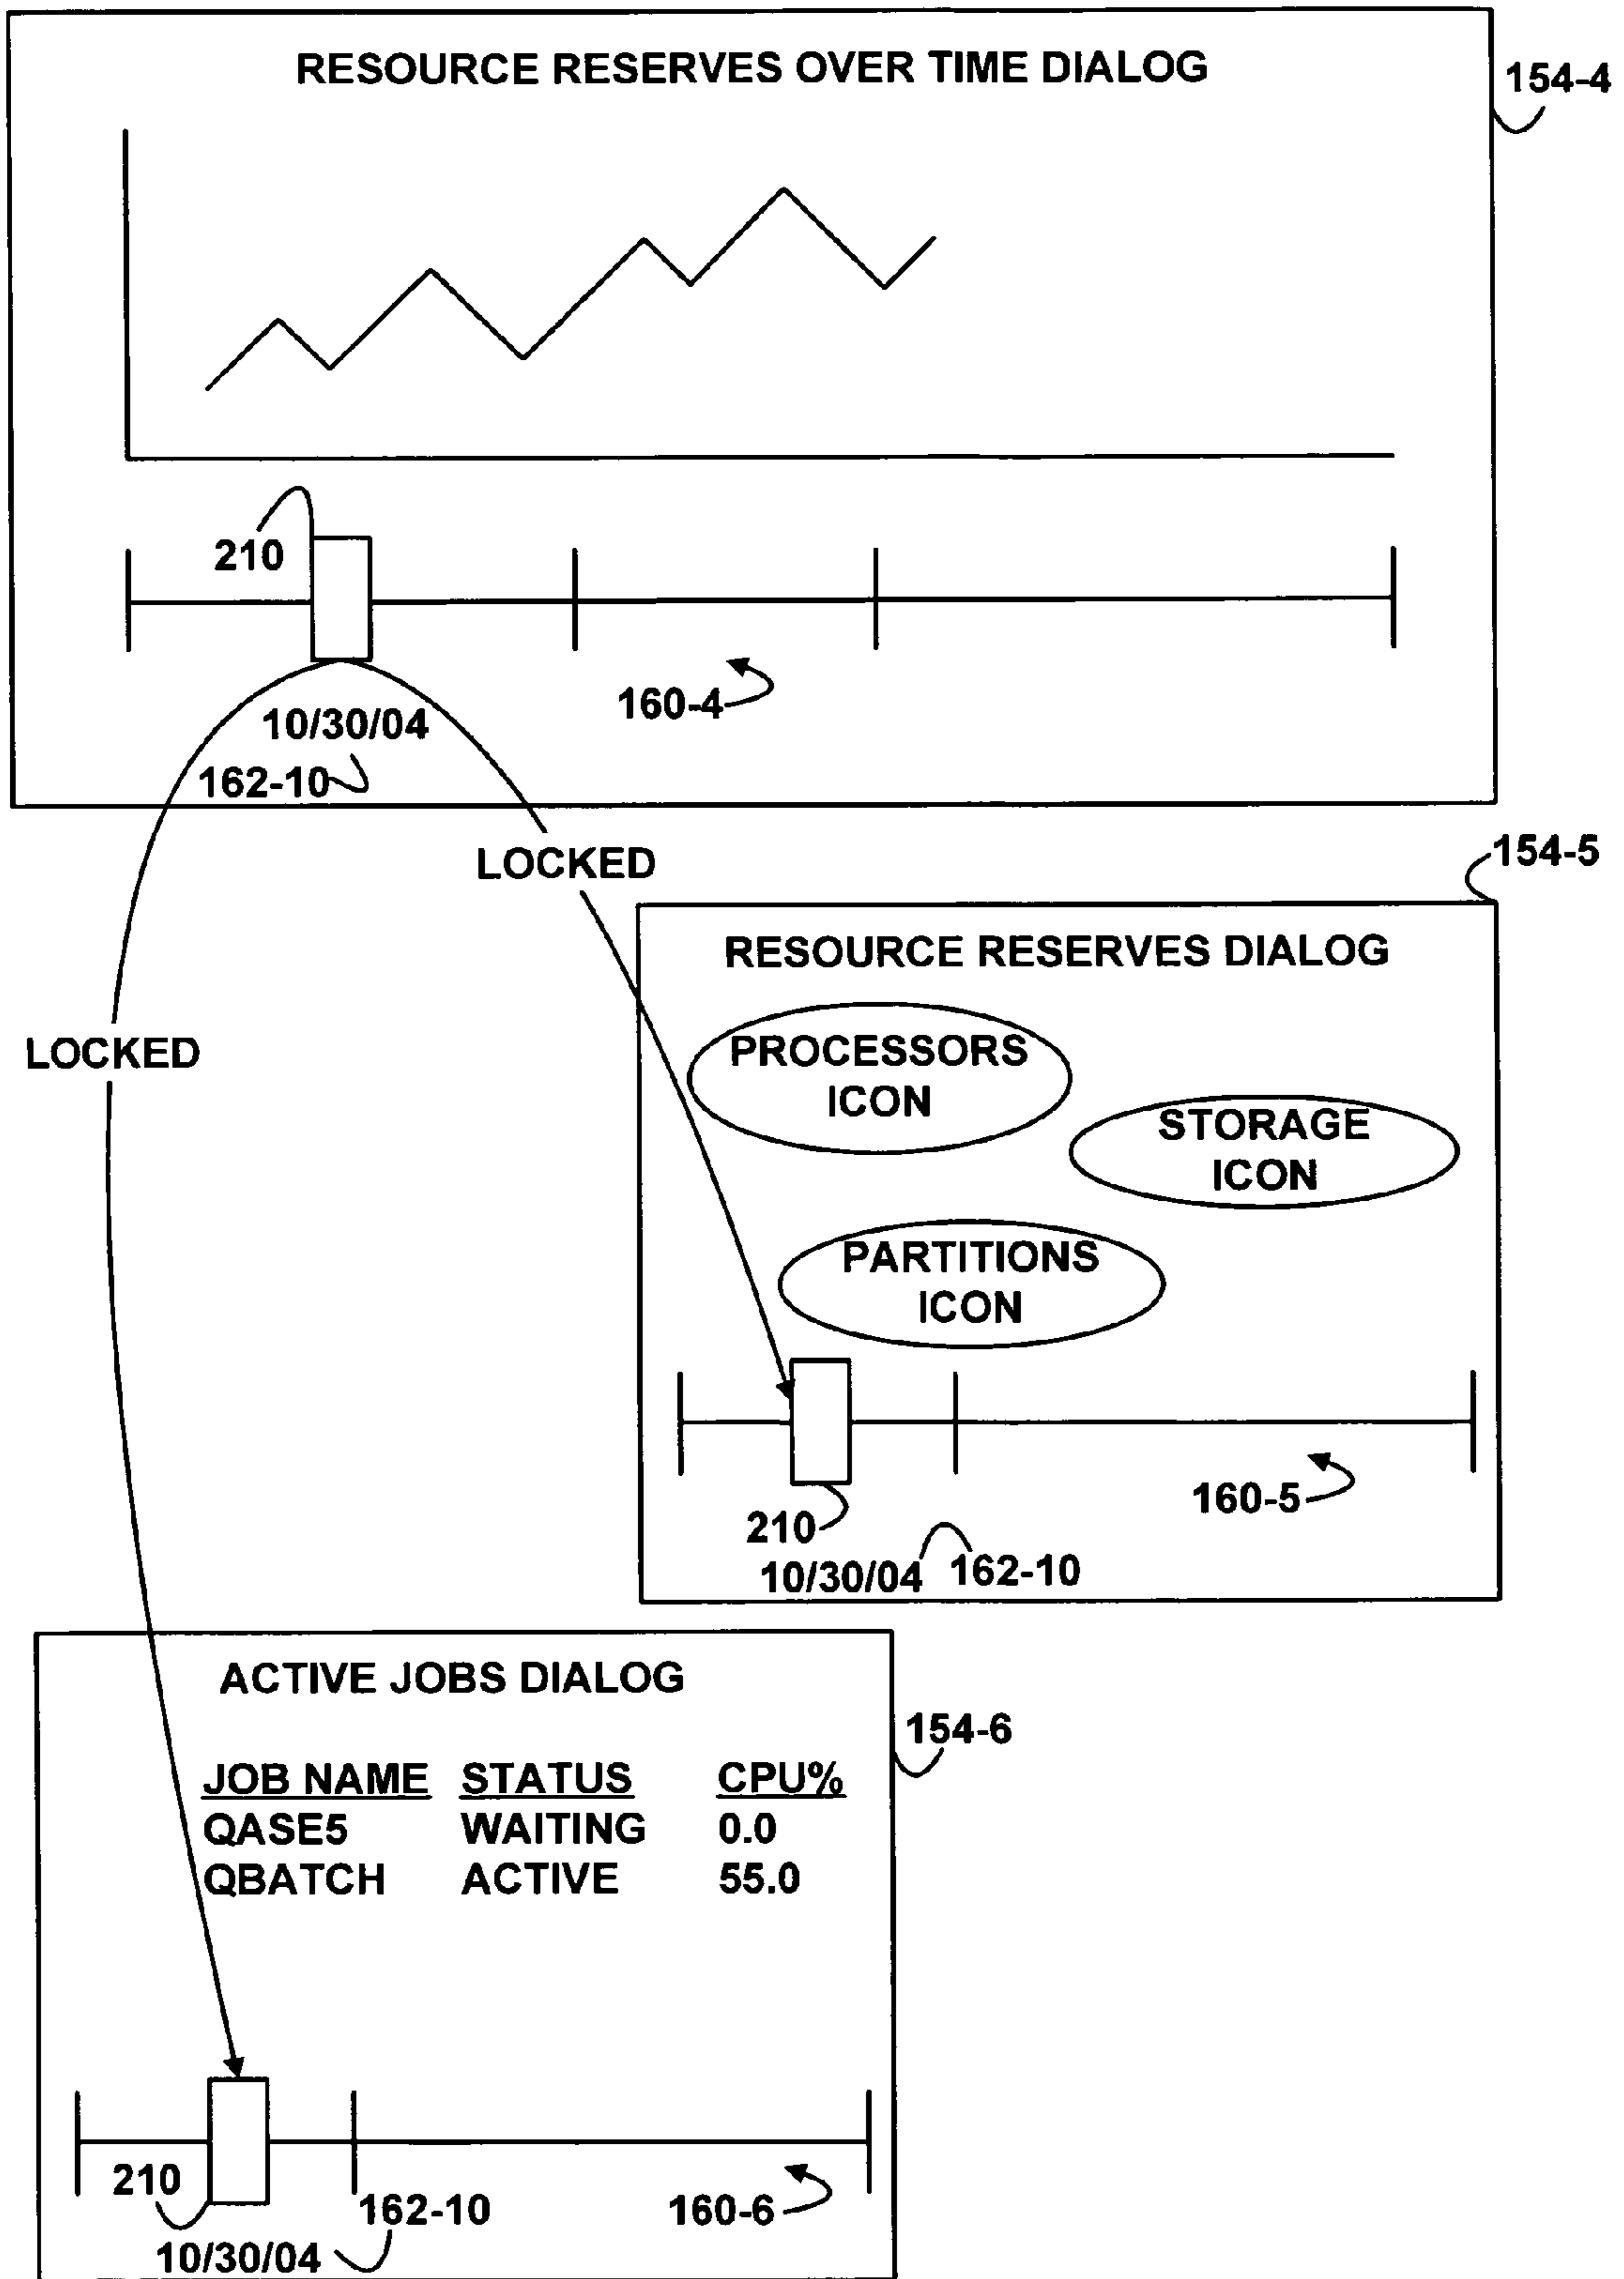 RESOURCE RESERVES OVER TIME DIALOG
154-4
210
160-4
10/30/04
162-10
LOCKED
154-5
RESOURCE RESERVES DIALOG
PROCESSORS
ICON
STORAGE
ICON
PARTITIONS
ICON
LOCKED
160-5
210
10/30/04
162-10
ACTIVE JOBS DIALOG
154-6
JOB NAME STATUS CPU%
QASE5 WAITING 0.0
QBATCH ACTIVE 55.0
210
162-10
160-6
10/30/04